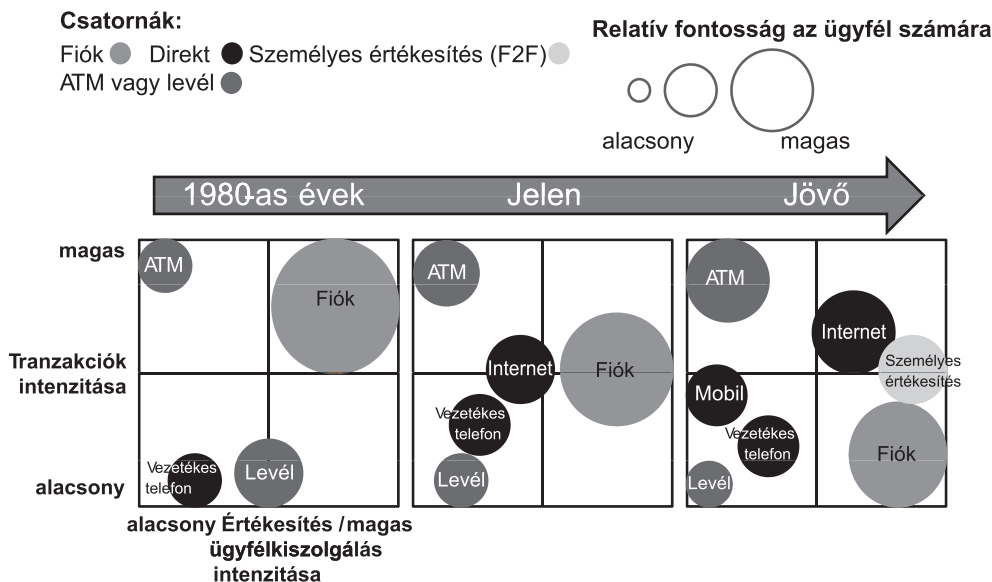 Csatornák:
Fiók Direkt Személyes értékesítés (F2F)
ATM vagy levél
Relatív fontosság az ügyfél számára
alacsony magas
1980-as évek Jelen Jövő
magas
Tranzakciók
intenzitása
alacsony
ATM
Fiók
Vezetékes
telefon
Levél
ATM
Internet
Fiók
Vezetékes
telefon
Levél
ATM
Internet
Személyes
értékesítés
Mobil
Vezetékes
telefon
Fiók
Levél
alacsony Értékesítés / magas
ügyfélkiszolgálás
intenzitása